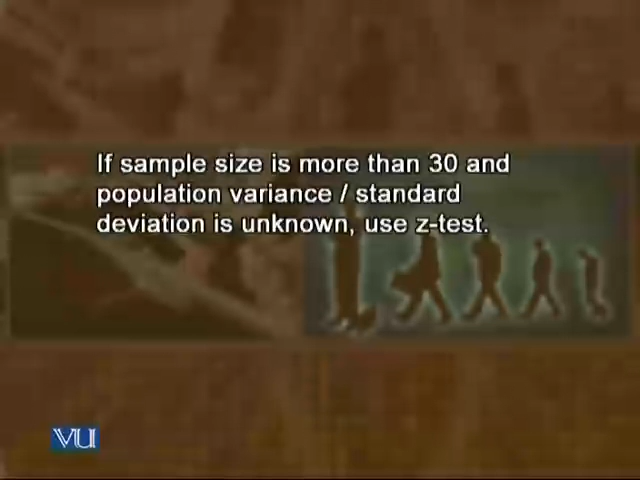 If sample size is more than 30 and
population variance / standard
deviation is unknown, use z-test.
VU